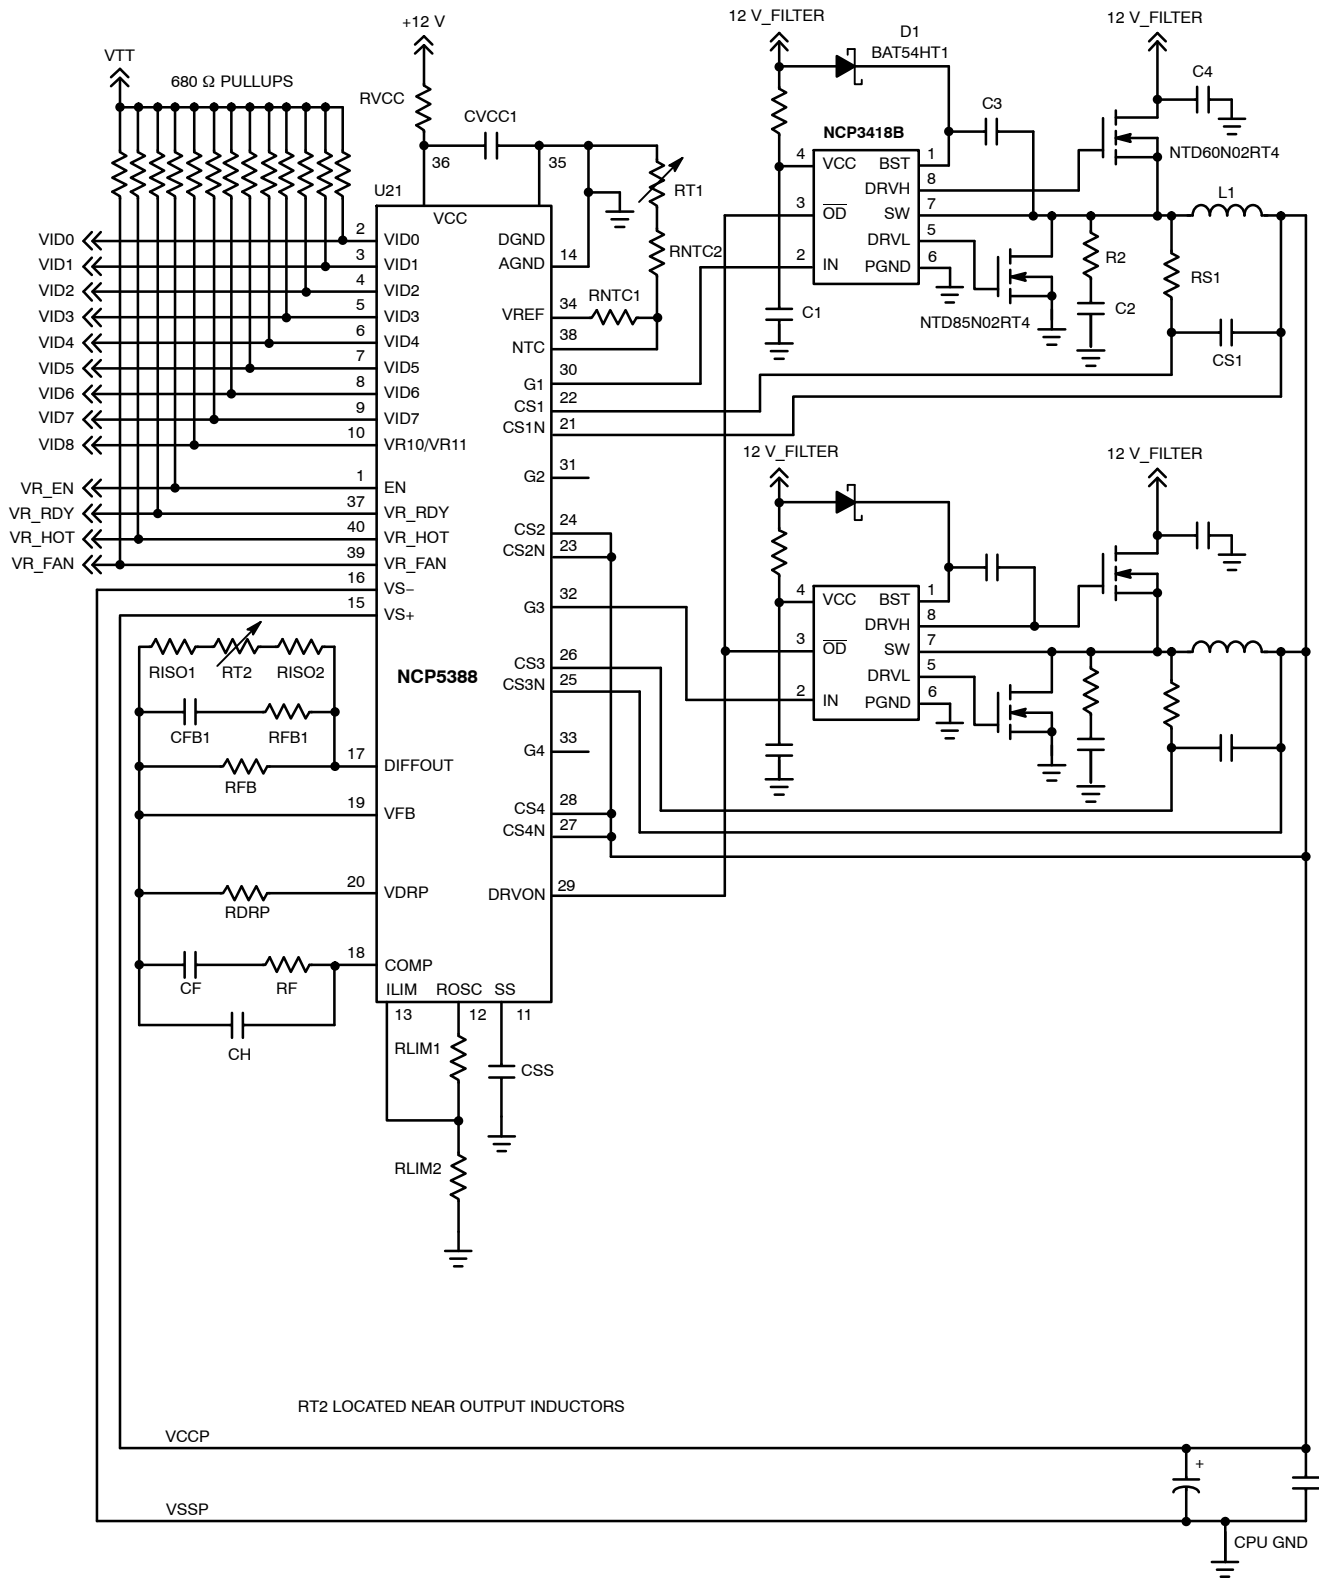 +12 V
12 V_FILTER
D1
BAT54HT1
12 V_FILTER
VTT
680 Ω PULLUPS
RVCC
CVCC1
C3
C4
NCP3418B
NTD60N02RT4
36
35
RT1
U21
VCC
4
VCC
BST
1
DRVH
8
3
OD
SW
7
L1
DRVL
5
2
IN
PGND
6
R2
RS1
C1
NTD85N02RT4
C2
CS1
VID0
2
VID0
DGND
VID1
3
VID1
AGND
14
RNTC2
VID2
4
VID2
RNTC1
VID3
5
VID3
VREF
34
VID4
6
VID4
NTC
38
VID5
7
VID5
G1
30
VID6
8
VID6
CS1
22
VID7
9
VID7
CS1N
21
VID8
10
VR10/VR11
12 V_FILTER
12 V_FILTER
VR_EN
1
EN
G2
31
VR_RDY
37
VR_RDY
VR_HOT
40
VR_HOT
CS2
24
CS2N
23
VR_FAN
39
VR_FAN
16
VS−
15
VS+
G3
32
4
VCC
BST
1
DRVH
8
3
OD
SW
7
DRVL
5
2
IN
PGND
6
RISO1
RT2
RISO2
NCP5388
CS3
26
CS3N
25
CFB1
RFB1
G4
33
17
DIFFOUT
RFB
19
VFB
CS4
28
CS4N
27
20
VDRP
DRVON
29
RDRP
18
COMP
CF
RF
ILIM
ROSC
SS
13
12
11
CH
RLIM1
CSS
RLIM2
RT2 LOCATED NEAR OUTPUT INDUCTORS
VCCP
+
VSSP
CPU GND